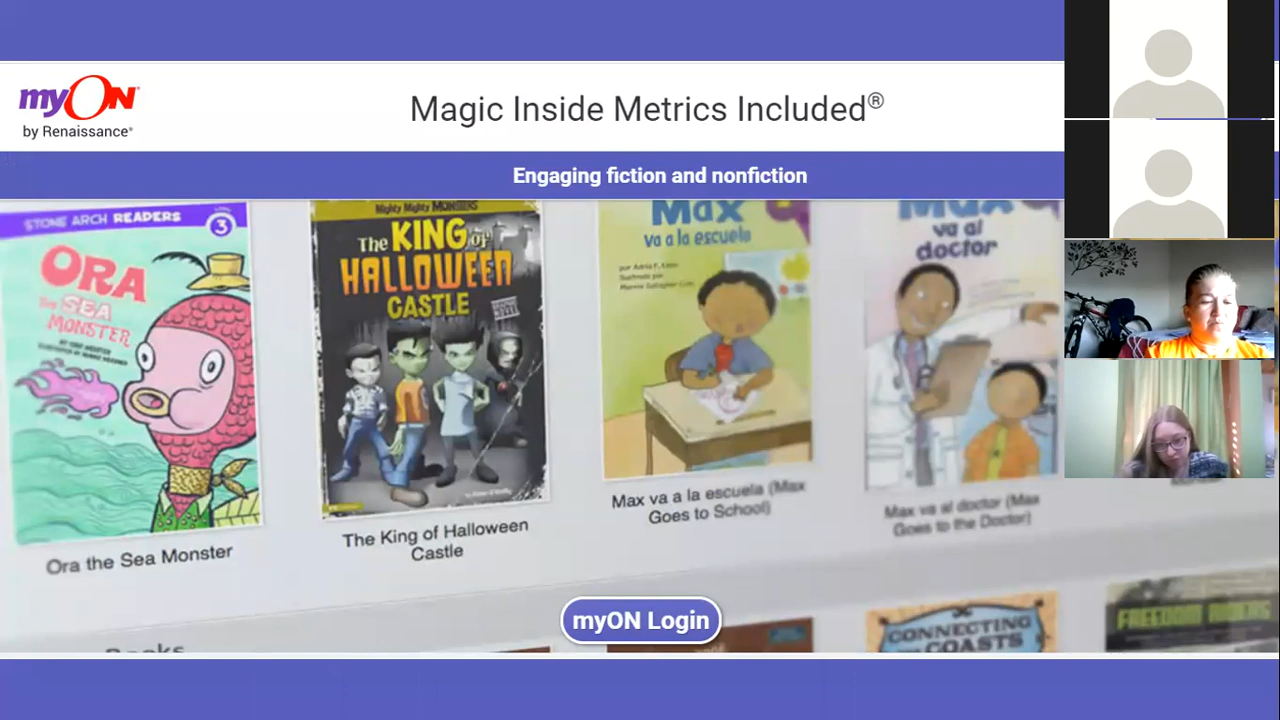 myON®
by Renaissance®
Magic Inside Metrics Included®
Engaging fiction and nonfiction
STONE ARCH READERS
LEVEL
3
ORA
The SEA
MONSTER
Mighty Mighty MONSTERS
The KING of
HALLOWEEN
CASTLE
Max
va a la escuela
va al
doctor
Ora the Sea Monster
The King of Halloween
Castle
Max va a la escuela (Max
Goes to School)
Max va al doctor (Max
Goes to the Doctor)
myON Login
Books
CONNECTING
COASTS
FREEDOM